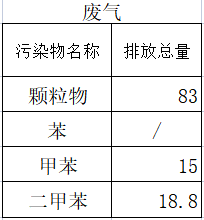 废气
污染物名称 排放总量
颗粒物 83
苯 /
甲苯 15
二甲苯 18.8